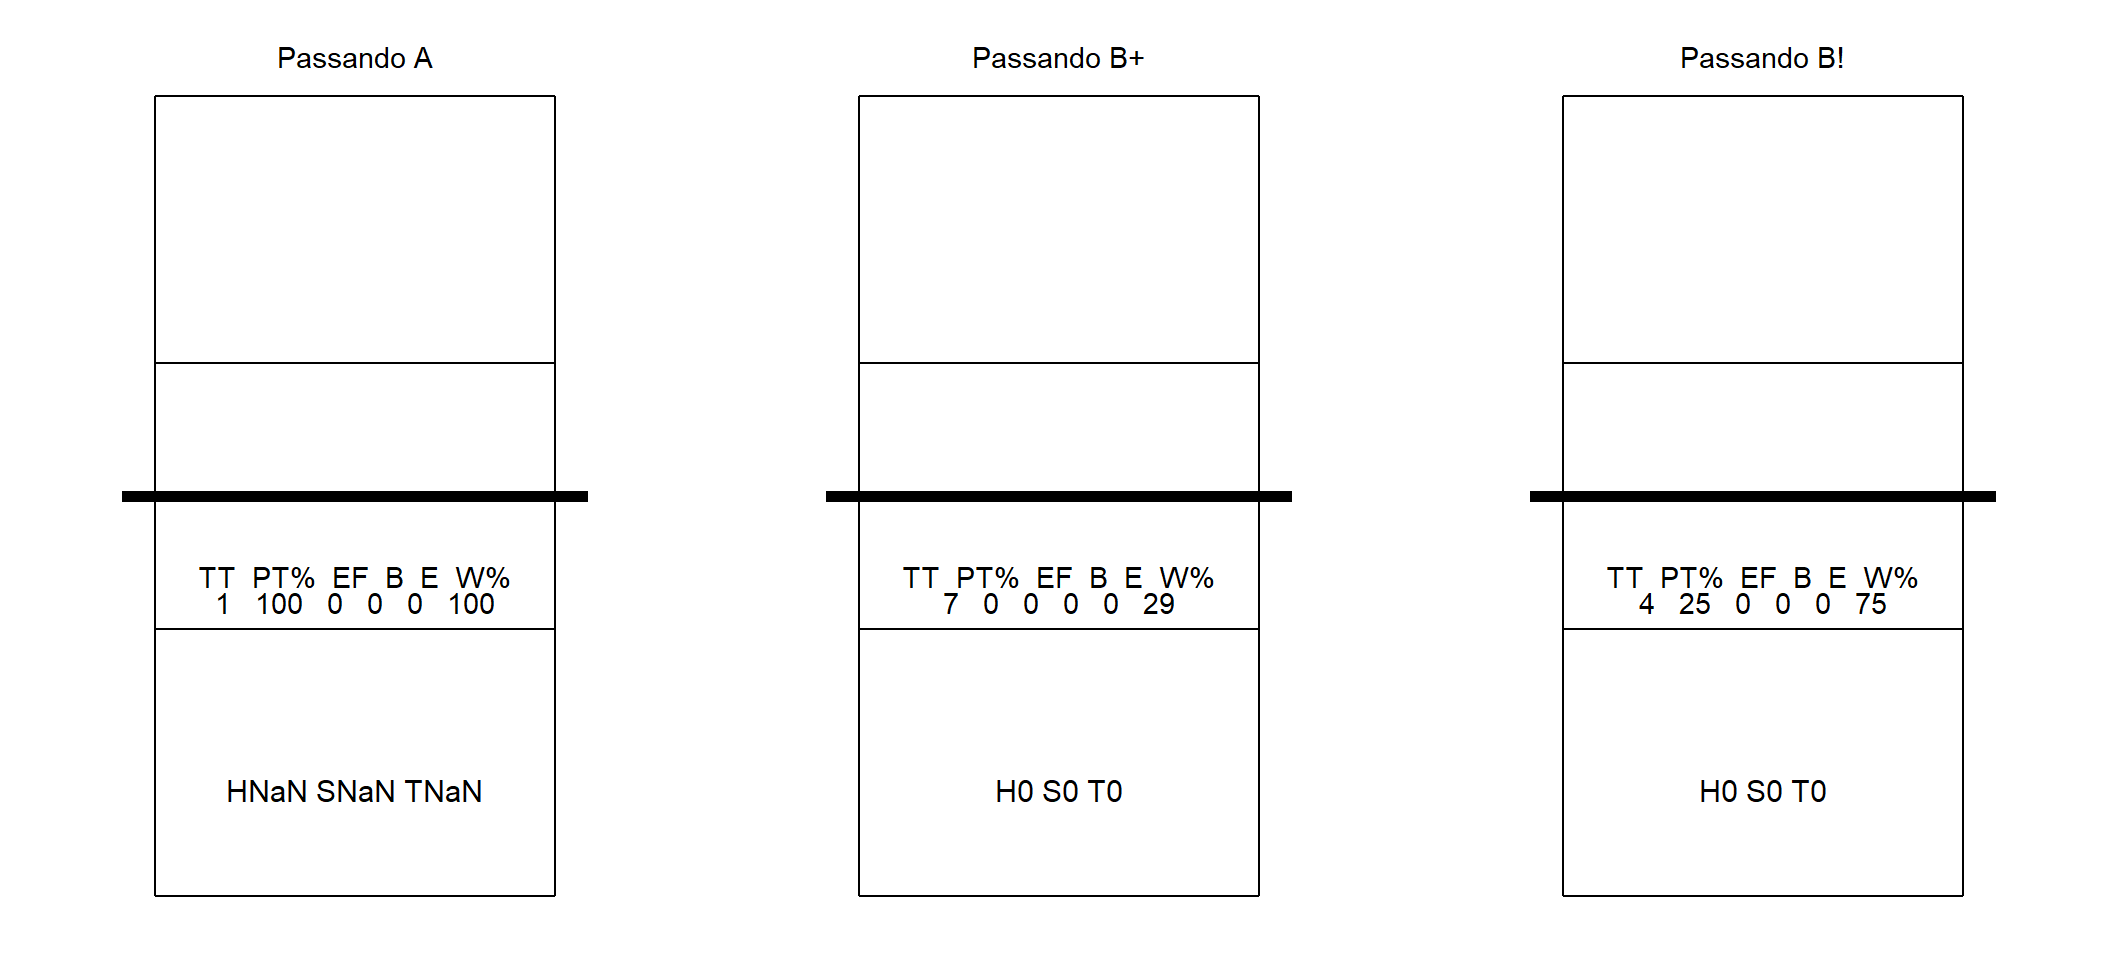 Passando A
TT PT% EF B E W%
1 100 0 0 0 100
HNaN SNaN TNaN
Passando B+
TT PT% EF B E W%
7 0 0 0 0 29
H0 S0 T0
Passando B!
TT PT% EF B E W%
4 25 0 0 0 75
H0 S0 T0